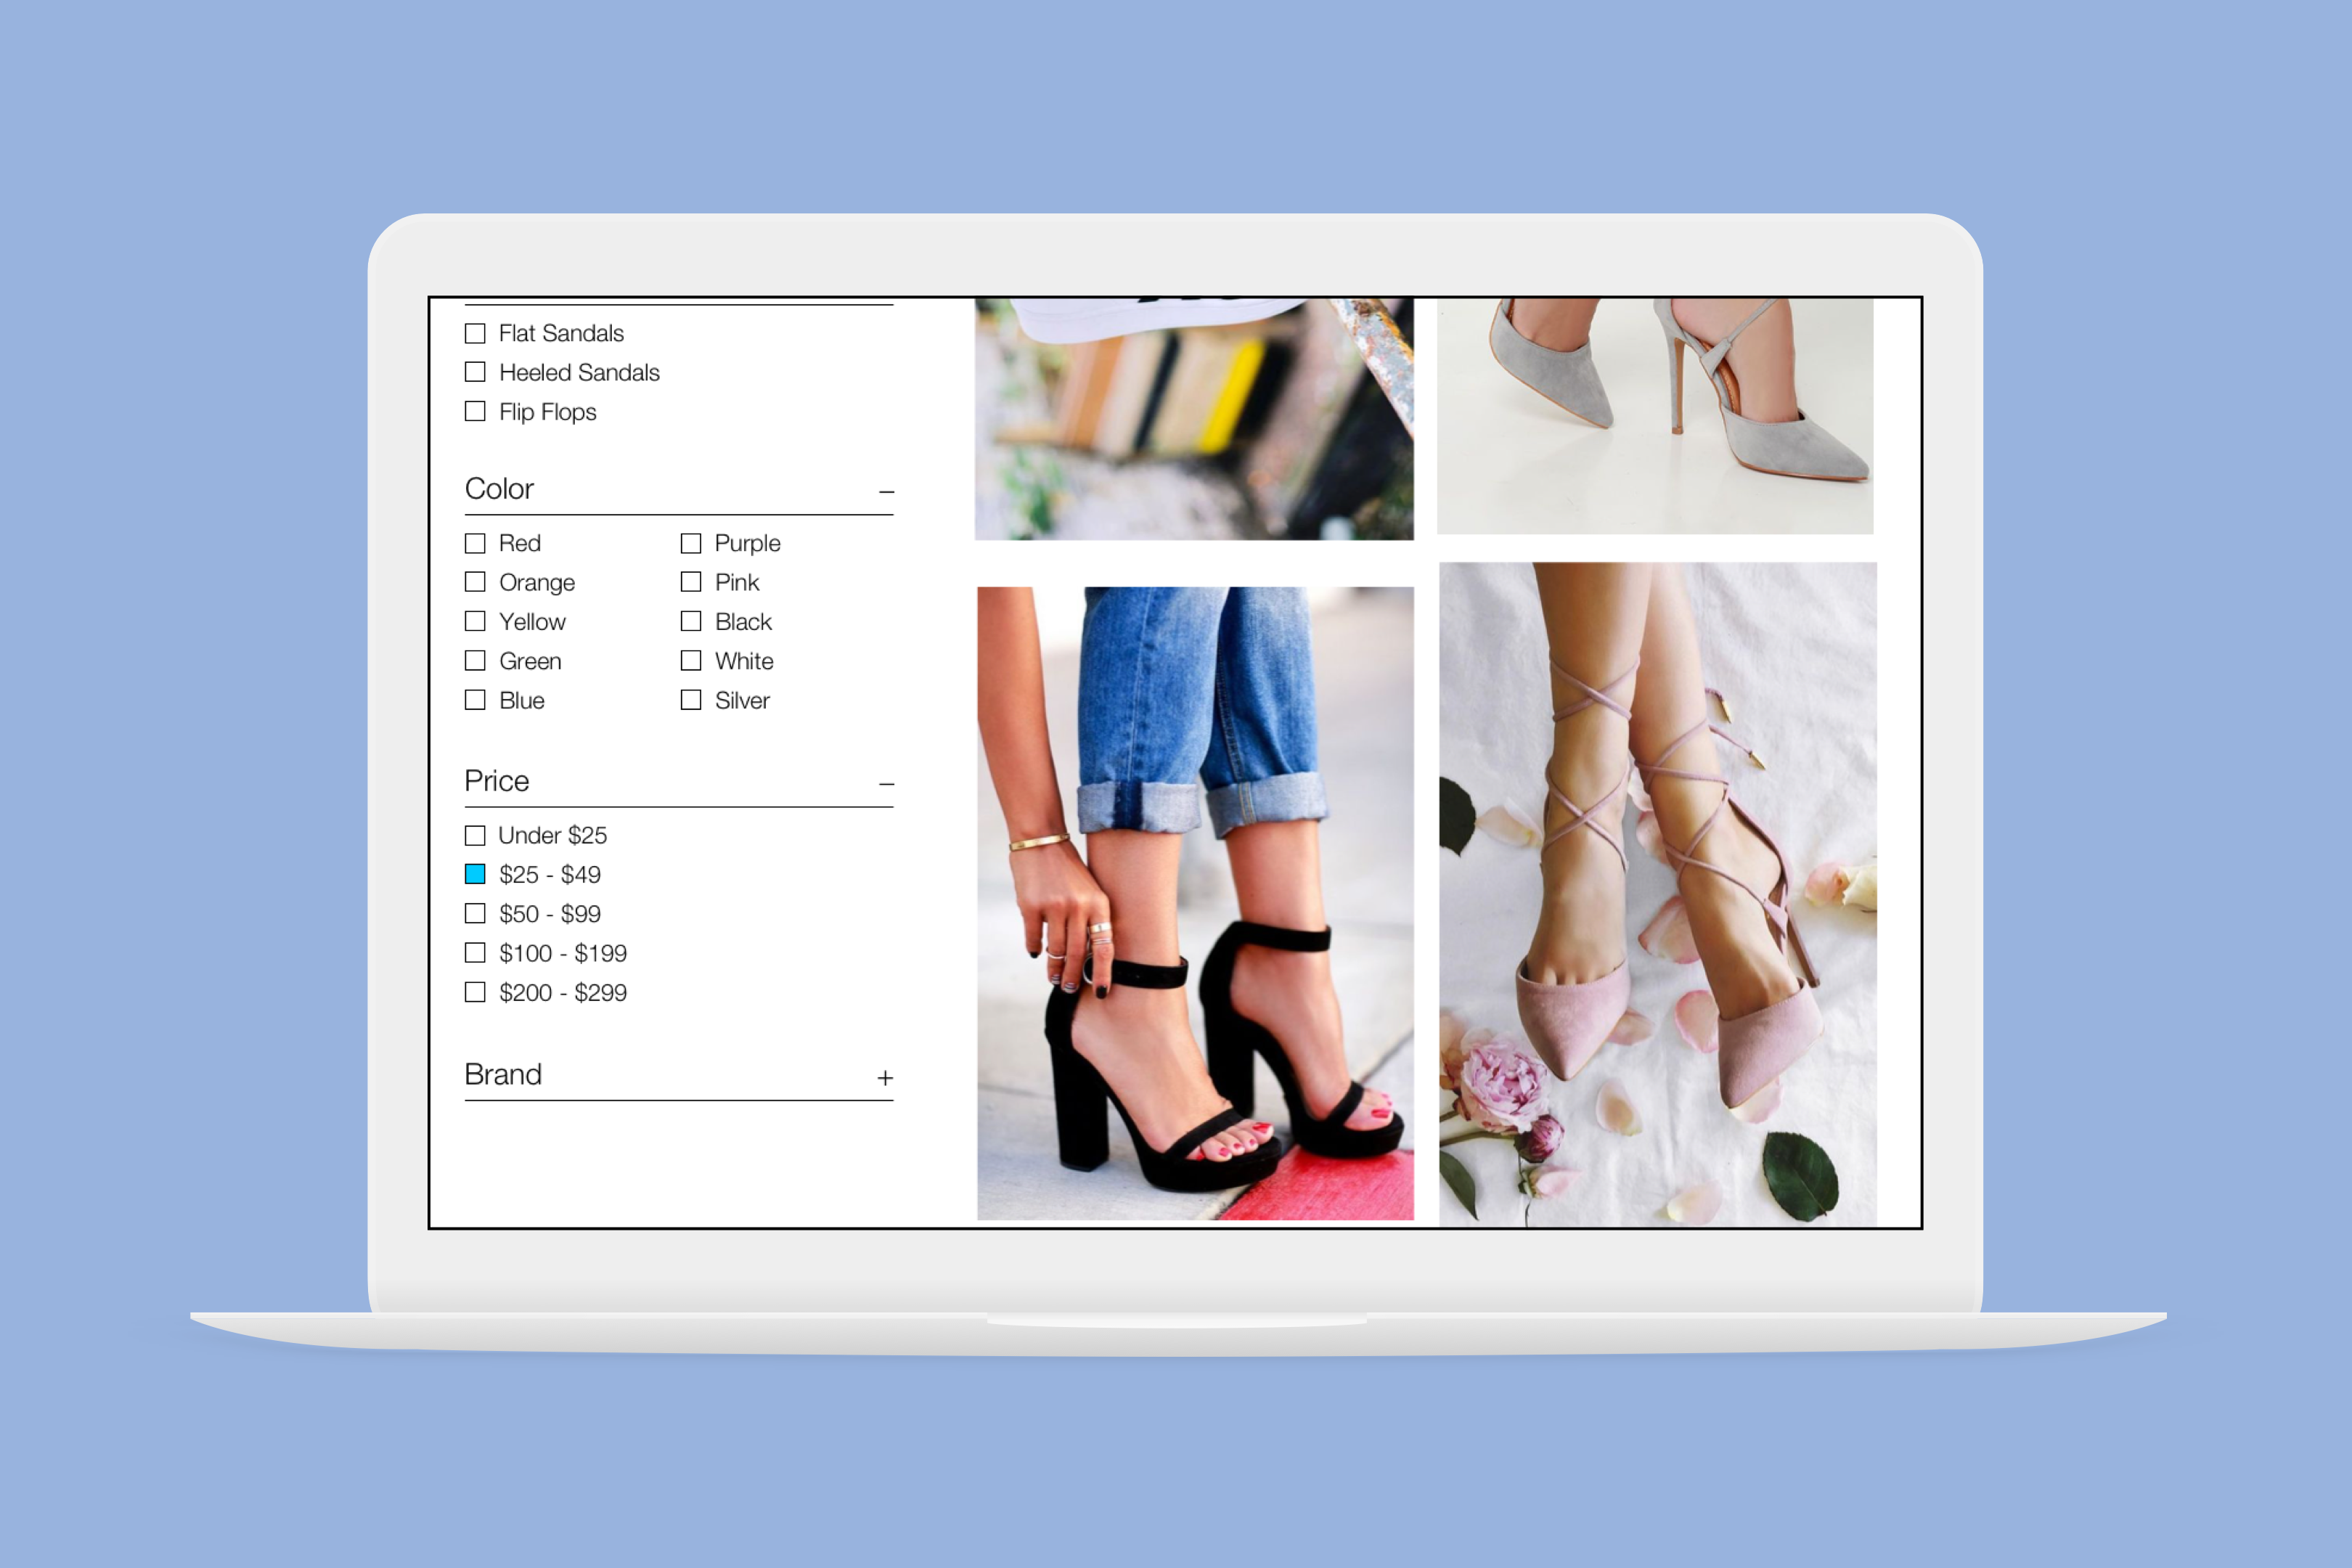 Flat Sandals
Heeled Sandals
Flip Flops
Color –
Red
Orange
Yellow
Green
Blue
Purple
Pink
Black
White
Silver
Price –
Under $25
$25 - $49
$50 - $99
$100 - $199
$200 - $299
Brand +